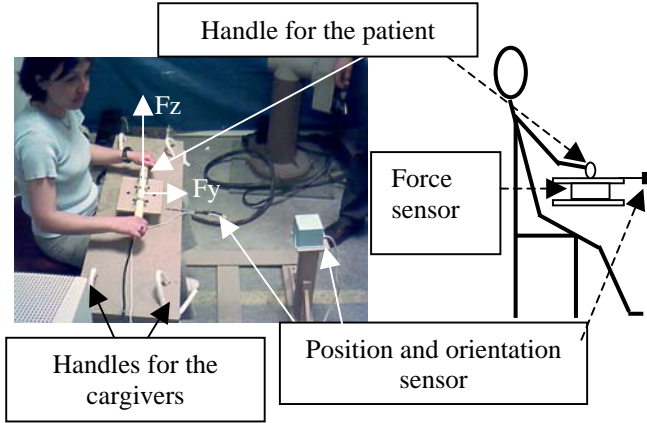 Handle for the patient
Fz
Fy
Force
sensor
Handles for the
cargivers
Position and orientation
sensor